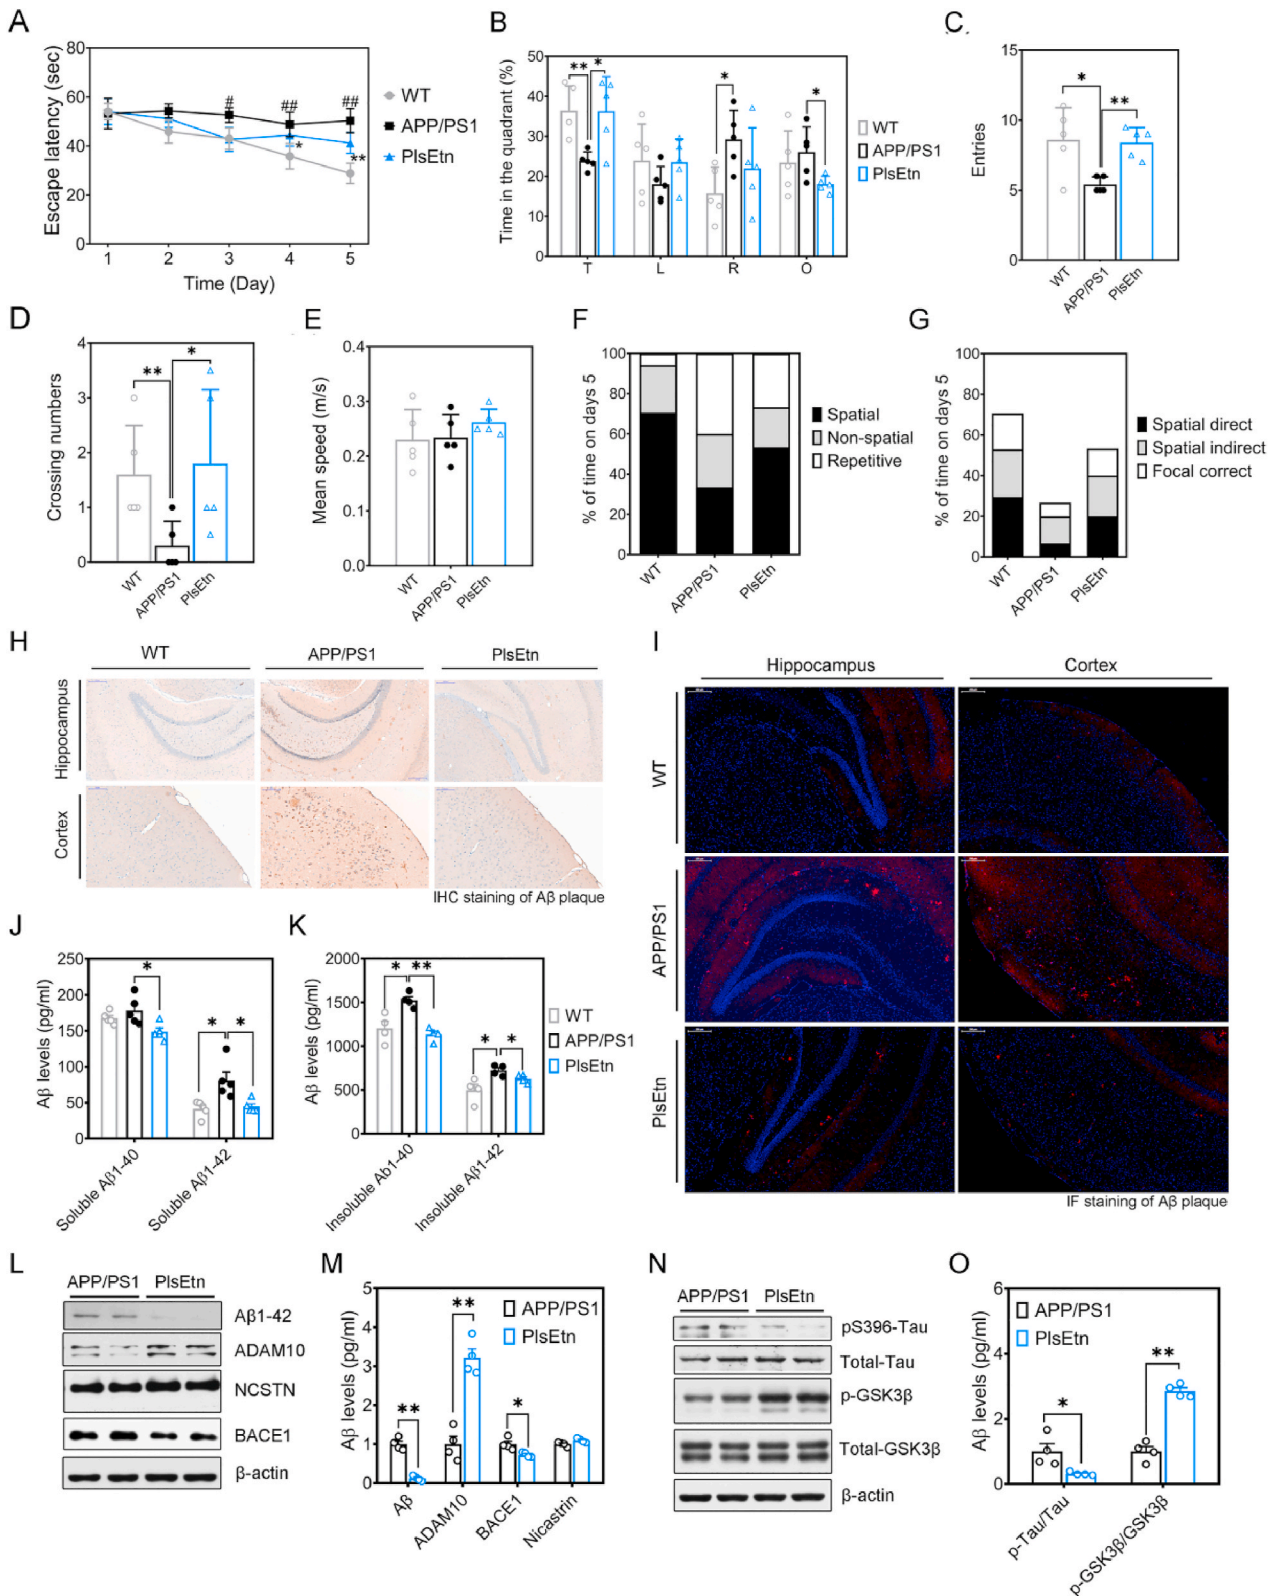 A
Escape latency (sec)
80
60
40
20
0
1 2 3 4 5
Time (Day)
# ## ##
* **
WT
APP/PS1
PlsEtn
B
Time in the quadrant (%)
50
40
30
20
10
0
** * * *
T L R O
WT
APP/PS1
PlsEtn
C
Entries
15
10
5
0
* **
WT APP/PS1 PlsEtn
D
Crossing numbers
4
3
2
1
0
** *
WT APP/PS1 PlsEtn
E
Mean speed (m/s)
0.4
0.3
0.2
0.1
0.0
WT APP/PS1 PlsEtn
F
% of time on days 5
100
80
60
40
20
0
WT APP/PS1 PlsEtn
Spatial
Non-spatial
Repetitive
G
% of time on days 5
100
80
60
40
20
0
WT APP/PS1 PlsEtn
Spatial direct
Spatial indirect
Focal correct
H
WT APP/PS1 PlsEtn
Hippocampus
Cortex
IHC staining of Aβ plaque
I
Hippocampus Cortex
WT
APP/PS1
PlsEtn
IF staining of Aβ plaque
J
Aβ levels (pg/ml)
250
200
150
100
50
0
* * *
Soluble Aβ1-40 Soluble Aβ1-42
K
Aβ levels (pg/ml)
2000
1500
1000
500
0
* ** * *
Insoluble Ab1-40 Insoluble Aβ1-42
WT
APP/PS1
PlsEtn
L
APP/PS1 PlsEtn
Aβ1-42
ADAM10
NCSTN
BACE1
β-actin
M
Aβ levels (pg/ml)
5
4
3
2
1
0
** ** *
APP/PS1
PlsEtn
Aβ ADAM10 BACE1 Nicastrin
N
APP/PS1 PlsEtn
pS396-Tau
Total-Tau
p-GSK3β
Total-GSK3β
β-actin
O
Aβ levels (pg/ml)
6
4
2
0
* **
APP/PS1
PlsEtn
p-Tau/Tau p-GSK3β/GSK3β